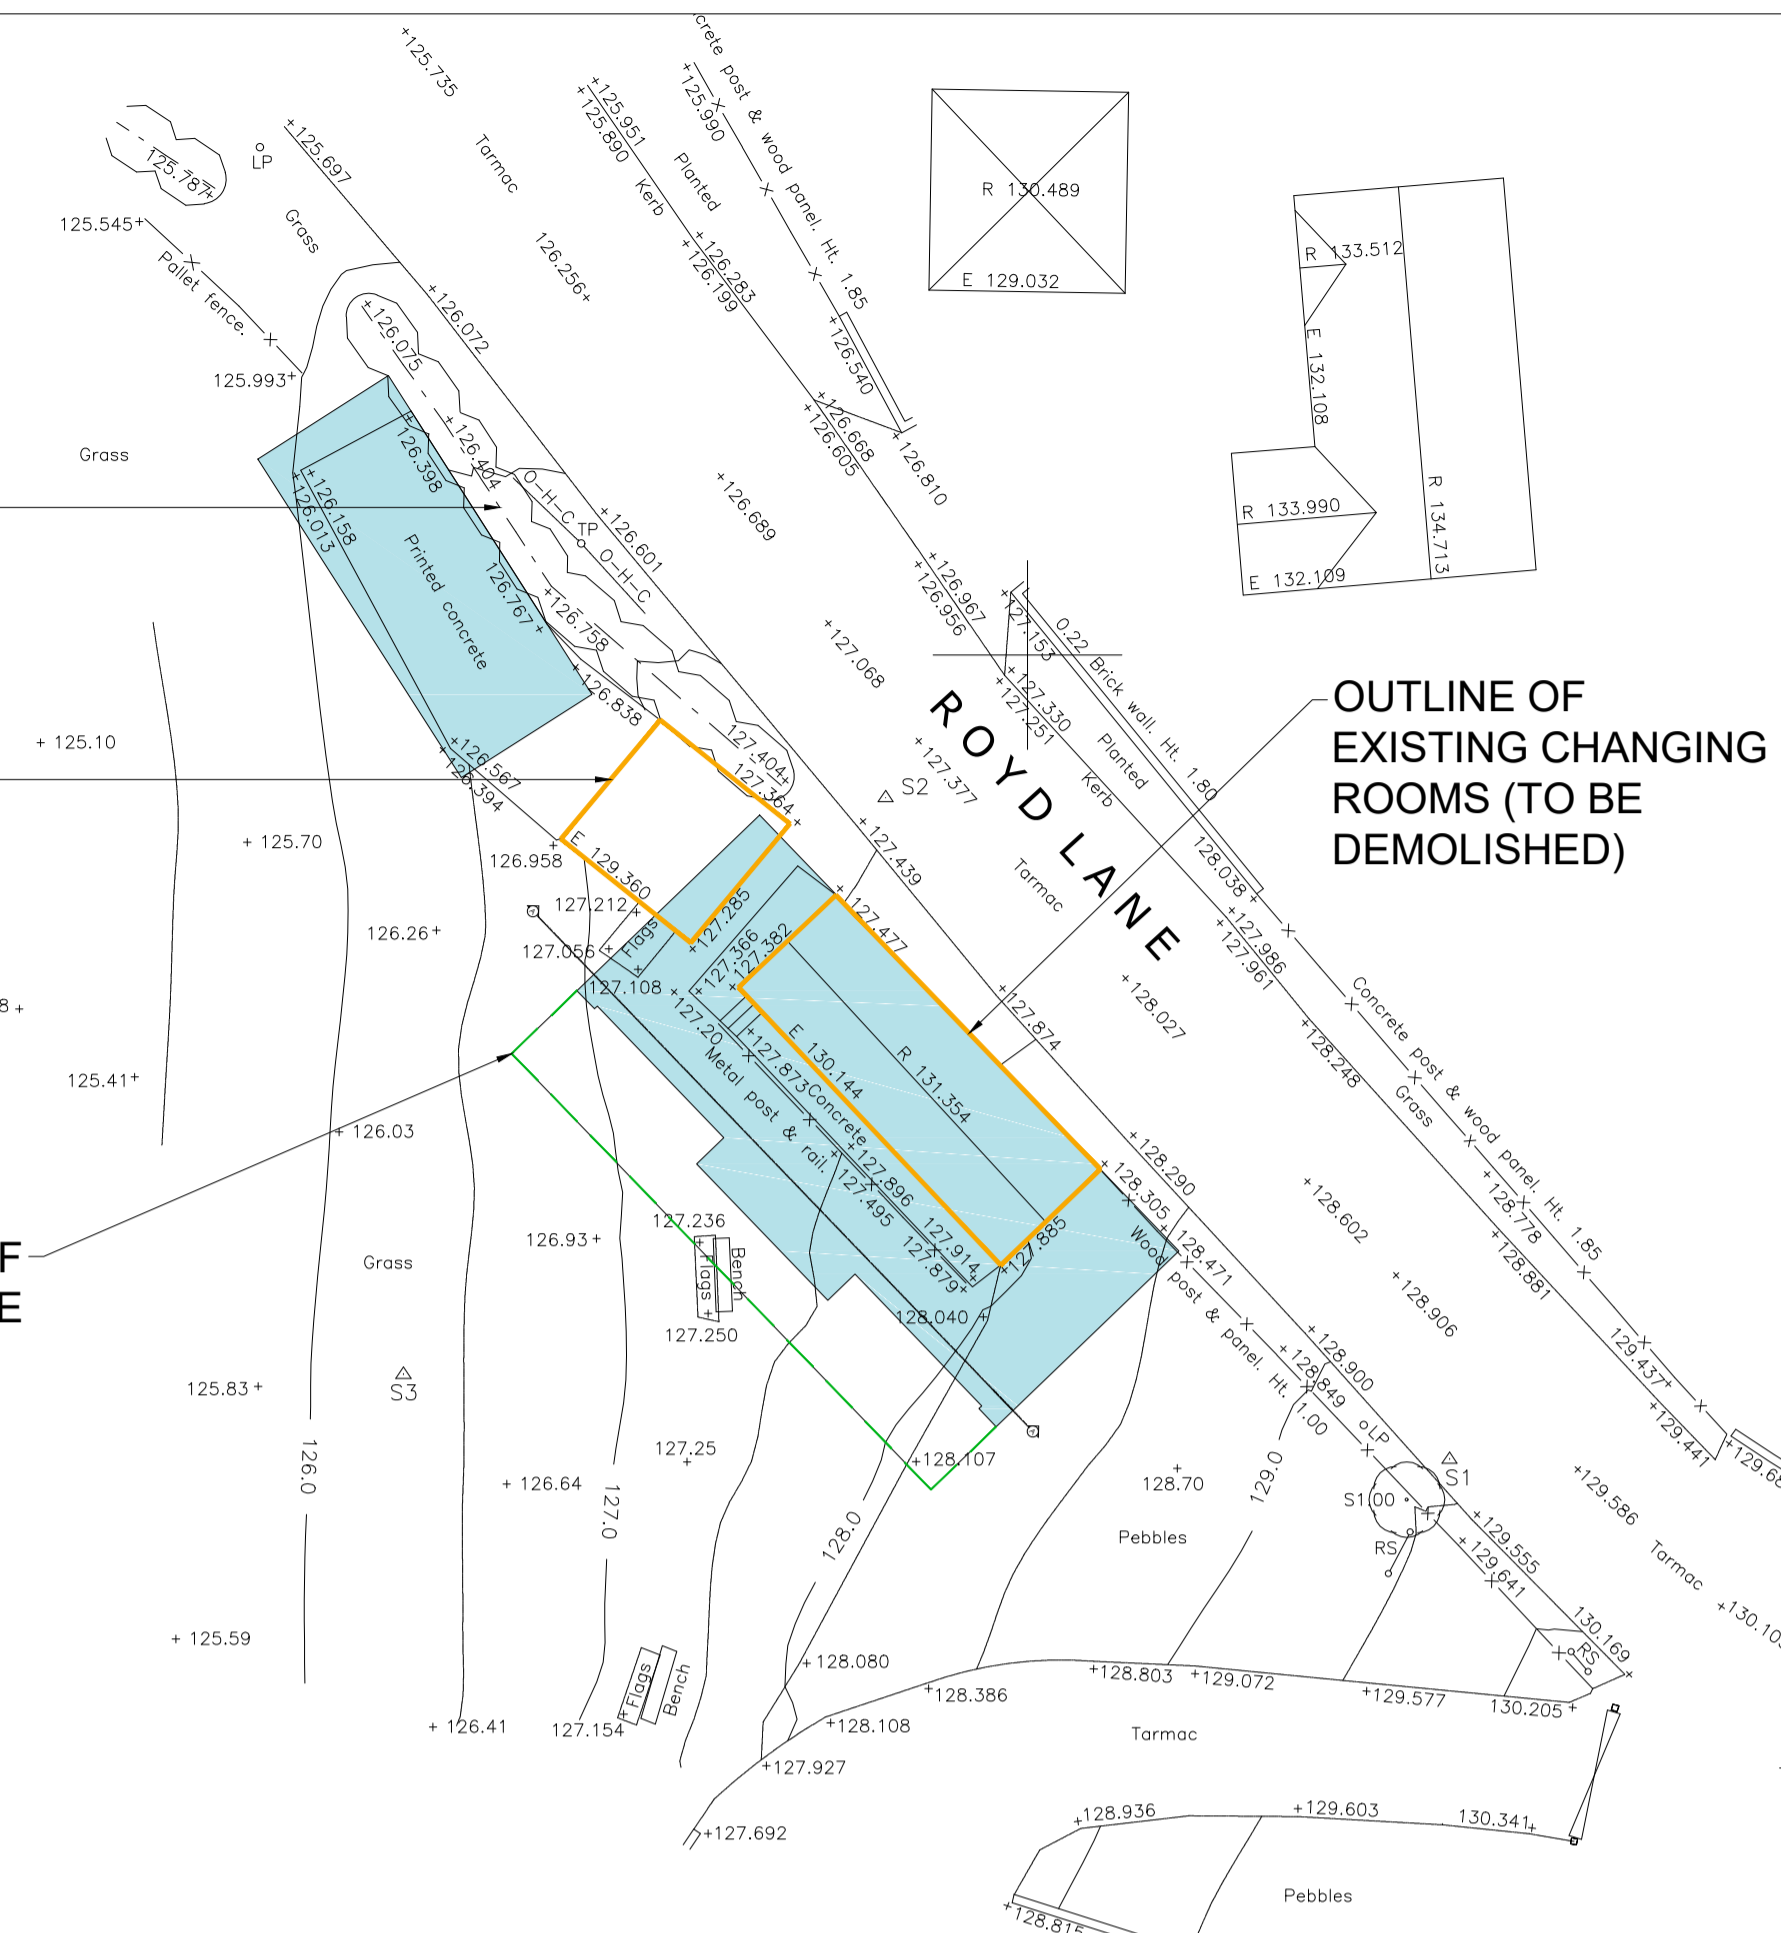 125.735
+125.951
+125.890
+125.990
crete post & wood panel. Ht. 1.85
+125.697
LP
125.787+
Tarmac
Planted
Kerb
R 130.489
E 129.032
125.545+
Grass
Pallet fence.
126.256+
+126.283
+126.199
R 133.512
E 132.108
+126.072
+126.075
+126.540
125.993+
+126.668
+126.605
+126.810
Grass
126.398
+126.404
+126.158
+126.013
O-H-C
TP
O-H-C
+126.601
+126.689
R 133.990
R 134.713
E 132.109
Printed concrete
126.767+
+126.758
+126.967
+126.956
+127.153
0.22 Brick wall. Ht. 1.80
+127.068
+126.838
+127.330
+127.251
Planted
Kerb
ROYD LANE
OUTLINE OF
EXISTING CHANGING
ROOMS (TO BE
DEMOLISHED)
+ 125.10
+126.567
126.394
127.404+
127.364
+127.377
S2
+ 125.70
126.958
E 129.360
+127.439
Tarmac
128.038+
127.212+
+127.285
127.056
Flags
127.108
+127.366
+127.382
+127.477
+127.986
+127.961
126.26+
8+
+127.20
+127.873
E 130.144
R 131.354
+127.874
+128.027
Concrete post & wood panel. Ht. 1.85
+128.248
Grass
125.41+
Metal post & rail.
Concrete
+ 126.03
+127.896
127.495
+128.290
+128.305
+128.778
+128.881
127.236
126.93+
Flags
Bench
127.250
127.914
127.879+
127.885
128.040 +
+128.471
Wood post & panel. Ht. 1.00
+128.602
F
E
Grass
+128.906
125.83+
S3
+128.900
+128.849
129.437+
+129.441
126.0
127.25
+128.107
LP
S1
+ 126.64
127.0
128.0
128.70
129.0
S1.00
RS
Pebbles
+129.586
+129.555
+129.641
Tarmac
+ 125.59
130.169
RS
Flags
Bench
+128.080
+128.386
+128.803
+129.072
+129.577
130.205+
+ 126.41
127.154
+128.108
+127.927
Tarmac
+127.692
+128.936
+129.603
130.341+
Pebbles
+128.815